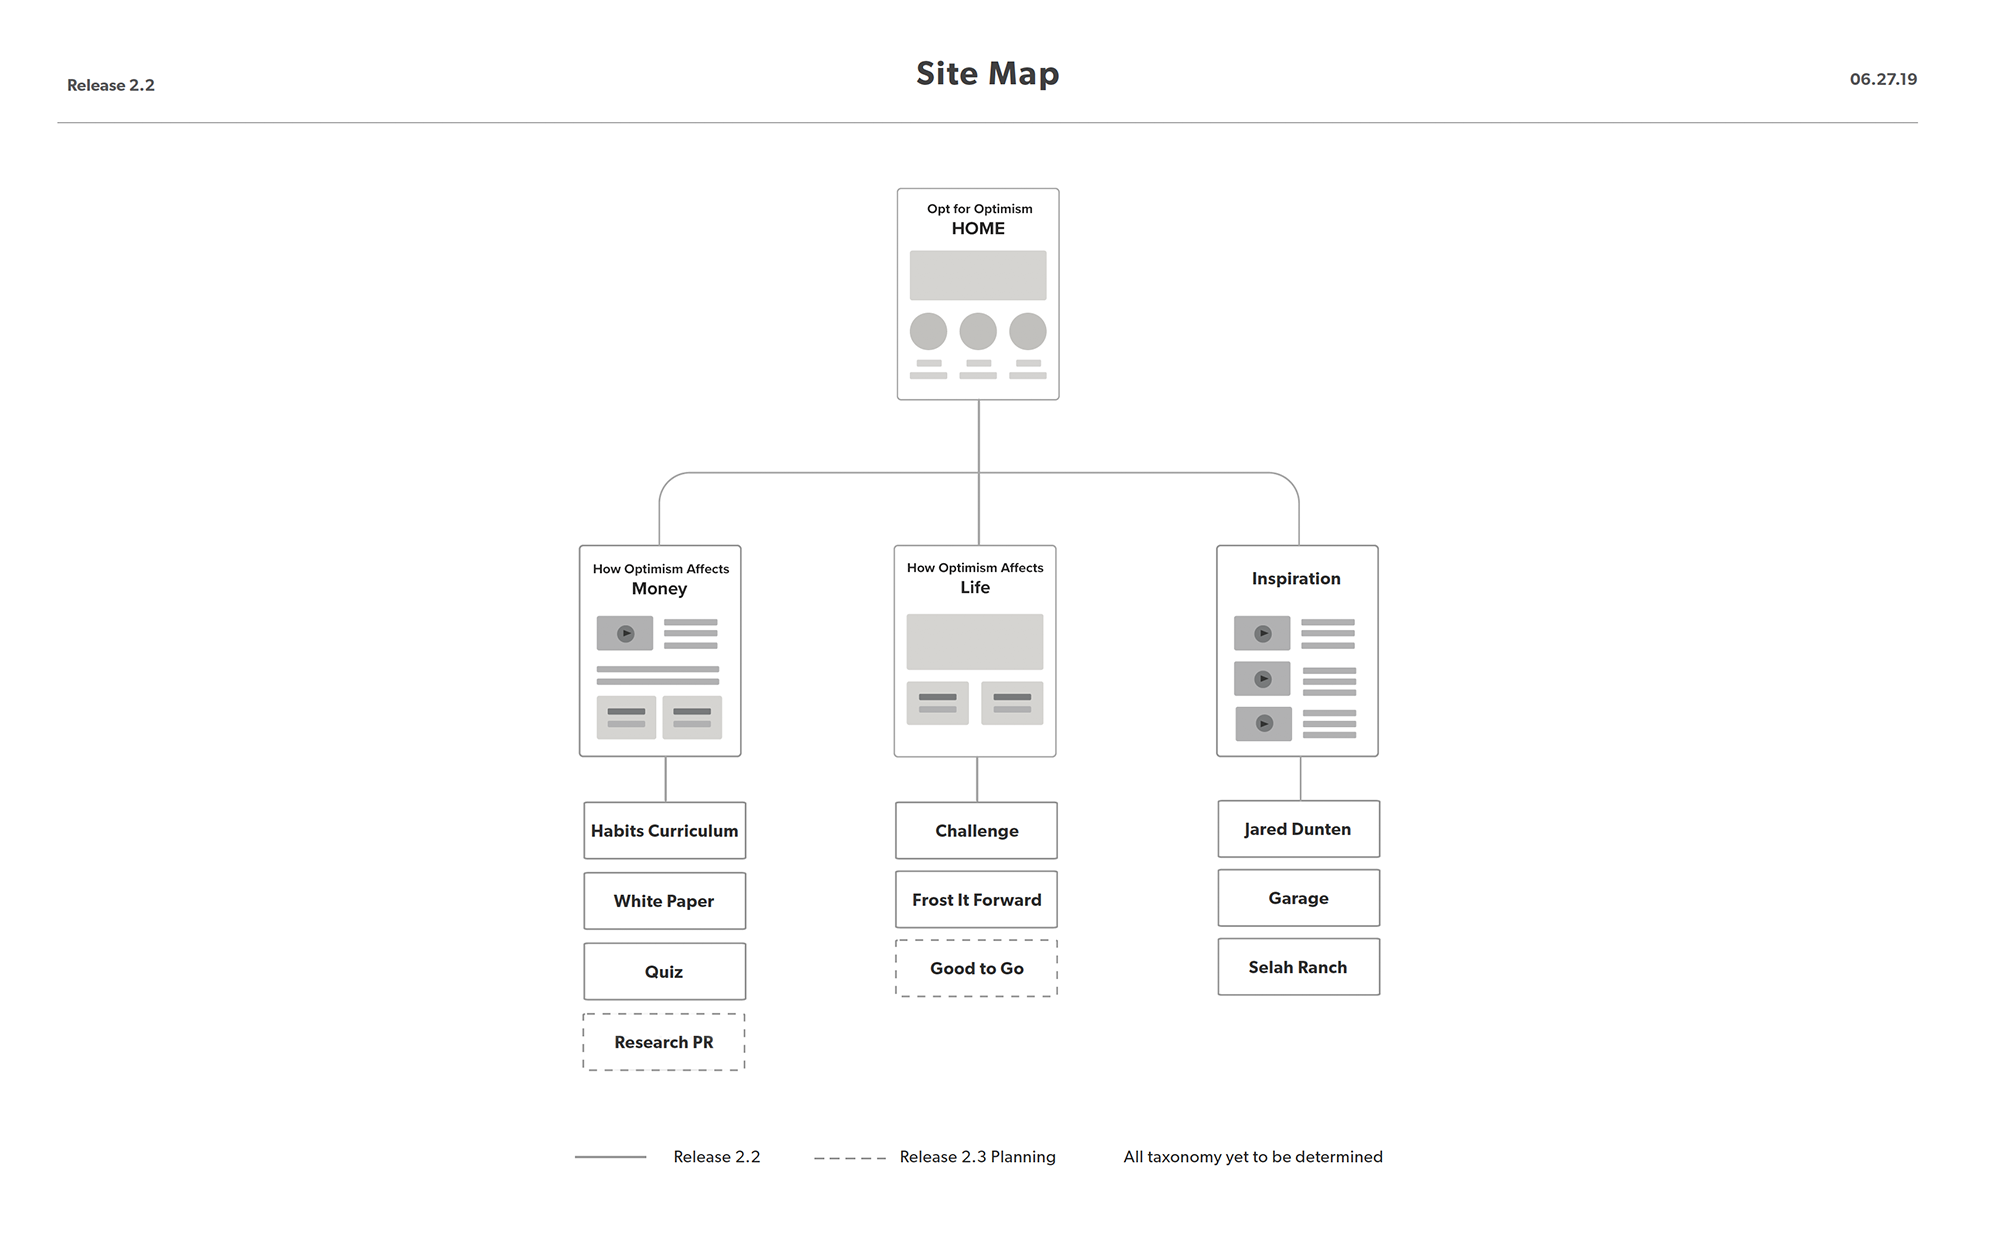 Release 2.2
Site Map
06.27.19
Opt for Optimism
HOME
How Optimism Affects
Money
How Optimism Affects
Life
Inspiration
Habits Curriculum
White Paper
Quiz
Research PR
Challenge
Frost It Forward
Good to Go
Jared Dunten
Garage
Selah Ranch
Release 2.2
Release 2.3 Planning
All taxonomy yet to be determined